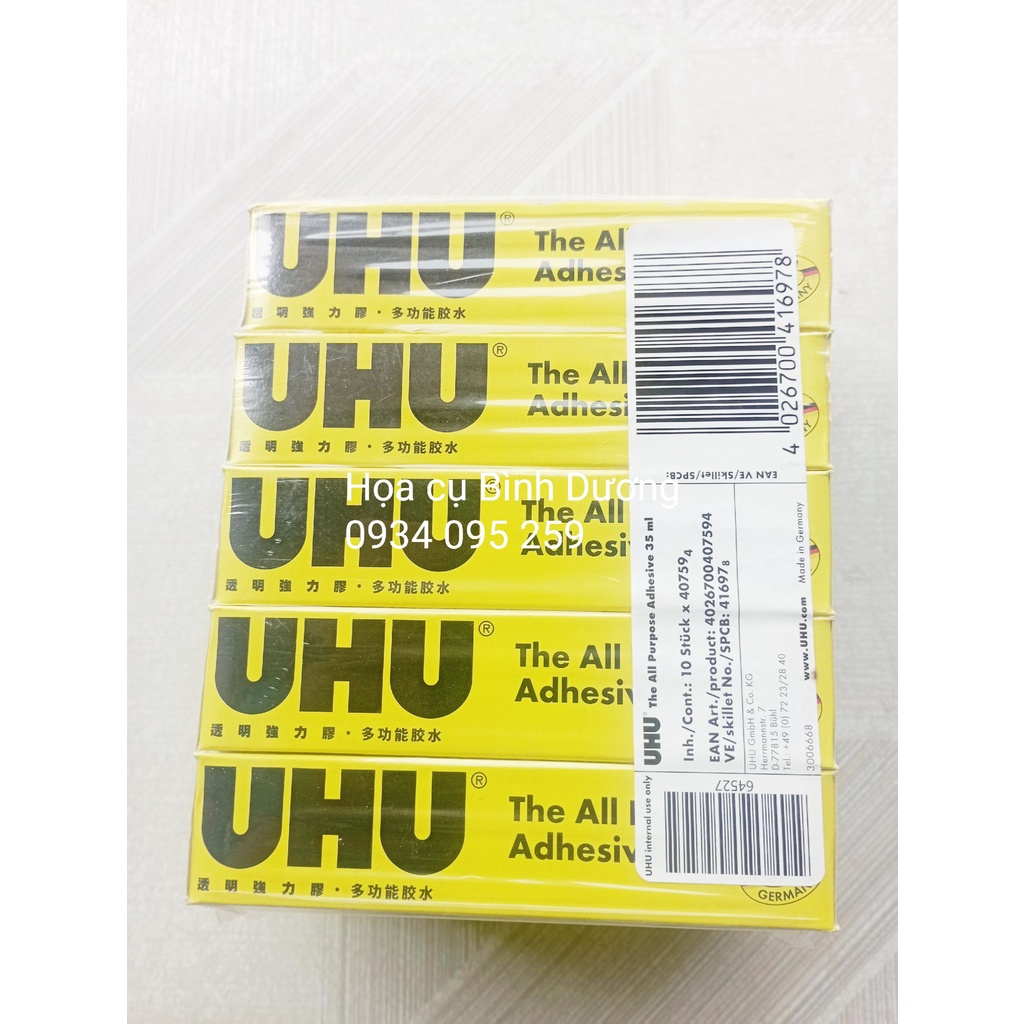 UHU®
The Al
Adhes
透明強力膠・多功能胶水
UHU®
The All
Adhesi
透明強力膠・多功能胶水
UHU®
The All
Adhesiv
透明強力膠・多功能胶水
UHU®
The All
Adhesiv
透明強力膠・多功能胶水
UHU®
The All
Adhesiv
透明強力膠・多功能胶水
GERMAN
Họa cụ Bình Dương
0934 095 259
4 026700 416978
EAN VE/Skillet/SPCB:
UHU® The All Purpose Adhesive 35 ml
Inh./Cont.: 10 Stück x 40759₄
EAN Art./product: 4026700407594
VE/skillet No./SPCB: 41697₈
UHU GmbH & Co. KG
Herrmannstr. 7
D-77815 Bühl
Tel.: +49 (0) 72 23/28 40
www.UHU.com Made in Germany
3006668
UHU internal use only
64527